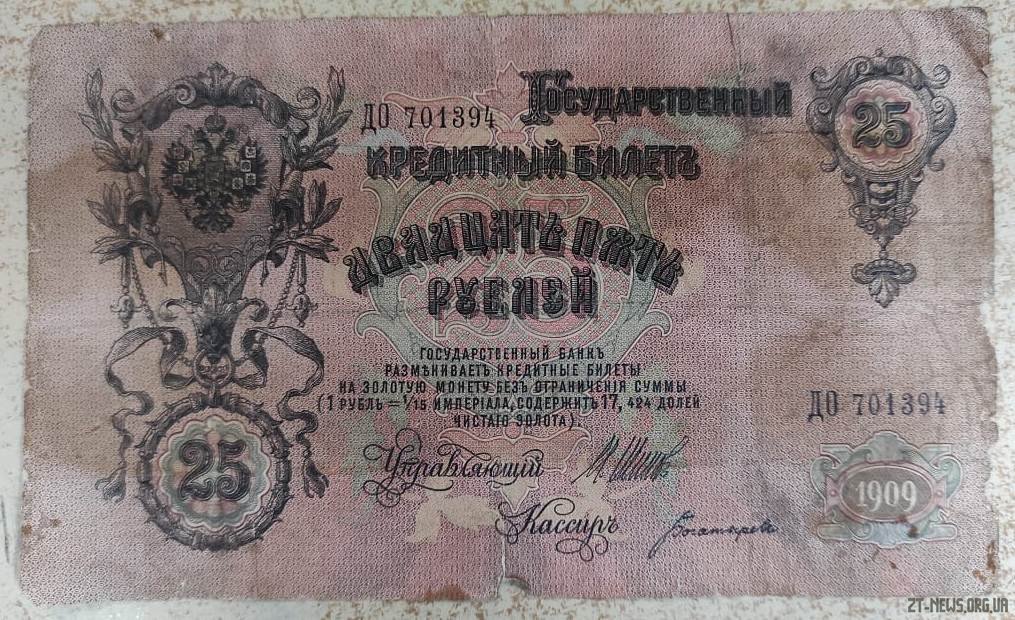 ДО 701394
Государственный
25
Кредитный Билетъ
Двадцать пять
рублей
Государственный Банкъ
размѣниваетъ кредитные билеты
на золотую монету безъ ограниченія суммы
(1 рубль = 1/15 имперіала, содержитъ 17, 424 долей
чистаго золота).
ДО 701394
Управляющій
25
1909
Кассиръ
ZT-NEWS.ORG.UA